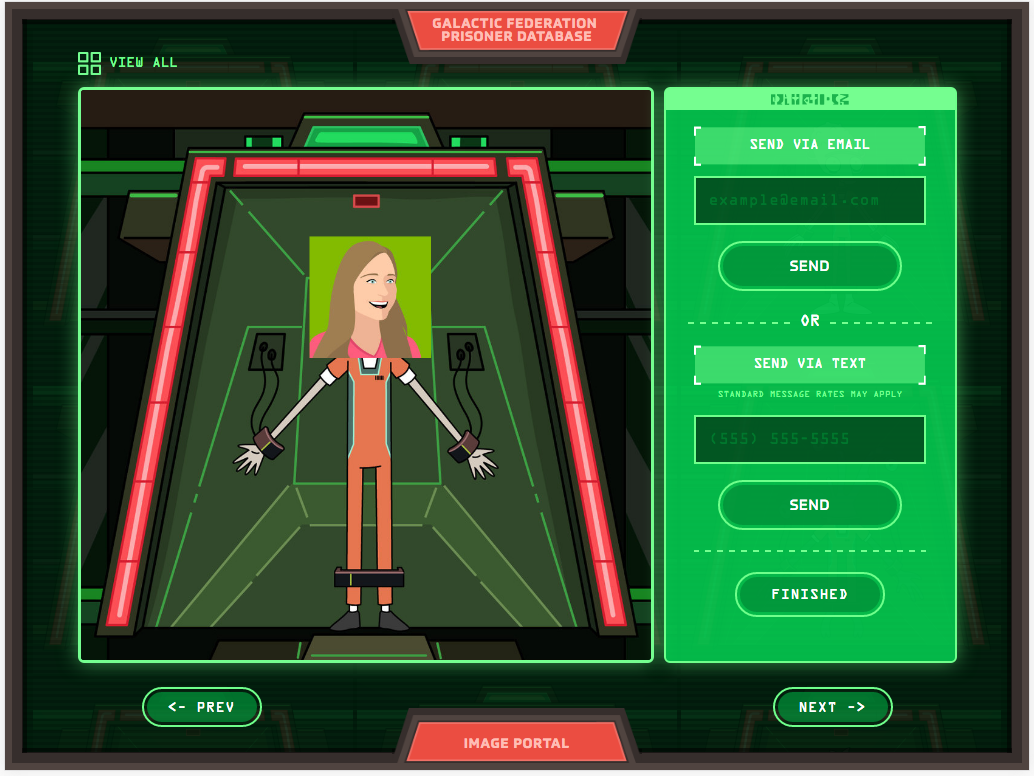 GALACTIC FEDERATION
PRISONER DATABASE
VIEW ALL
SEND VIA EMAIL
example@email.com
SEND
OR
SEND VIA TEXT
STANDARD MESSAGE RATES MAY APPLY
(555) 555-5555
SEND
FINISHED
<- PREV
NEXT ->
IMAGE PORTAL